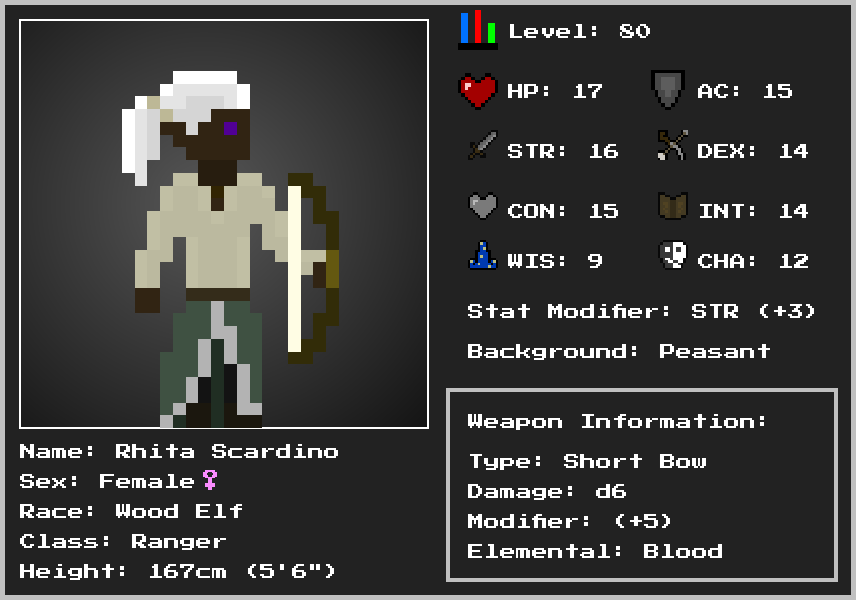 Level: 80
HP: 17 AC: 15
STR: 16 DEX: 14
CON: 15 INT: 14
WIS: 9 CHA: 12
Stat Modifier: STR (+3)
Background: Peasant
Weapon Information:
Type: Short Bow
Damage: d6
Modifier: (+5)
Elemental: Blood
Name: Rhita Scardino
Sex: Female♀
Race: Wood Elf
Class: Ranger
Height: 167cm (5'6")